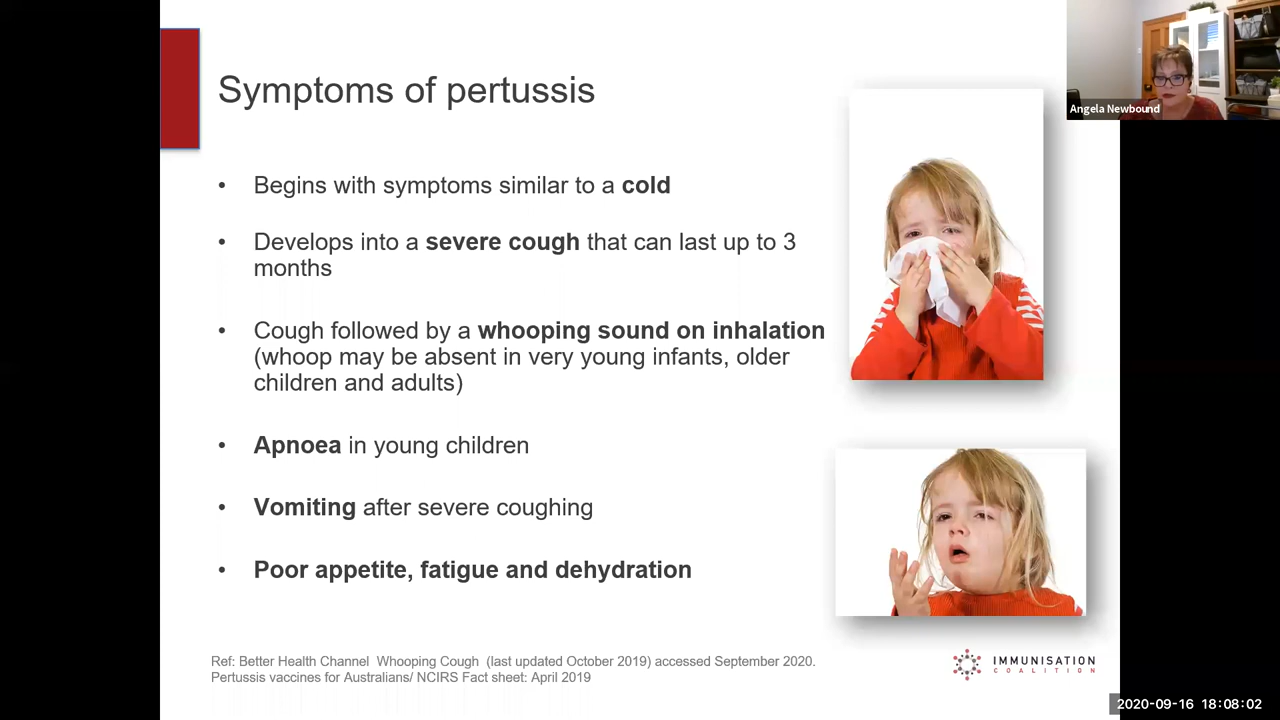 Symptoms of pertussis
Angela Newbound
• Begins with symptoms similar to a cold
• Develops into a severe cough that can last up to 3
months
• Cough followed by a whooping sound on inhalation
(whoop may be absent in very young infants, older
children and adults)
• Apnoea in young children
• Vomiting after severe coughing
• Poor appetite, fatigue and dehydration
Ref: Better Health Channel Whooping Cough (last updated October 2019) accessed September 2020.
Pertussis vaccines for Australians/ NCIRS Fact sheet: April 2019
IMMUNISATION
COALITION
2020-09-16 18:08:02